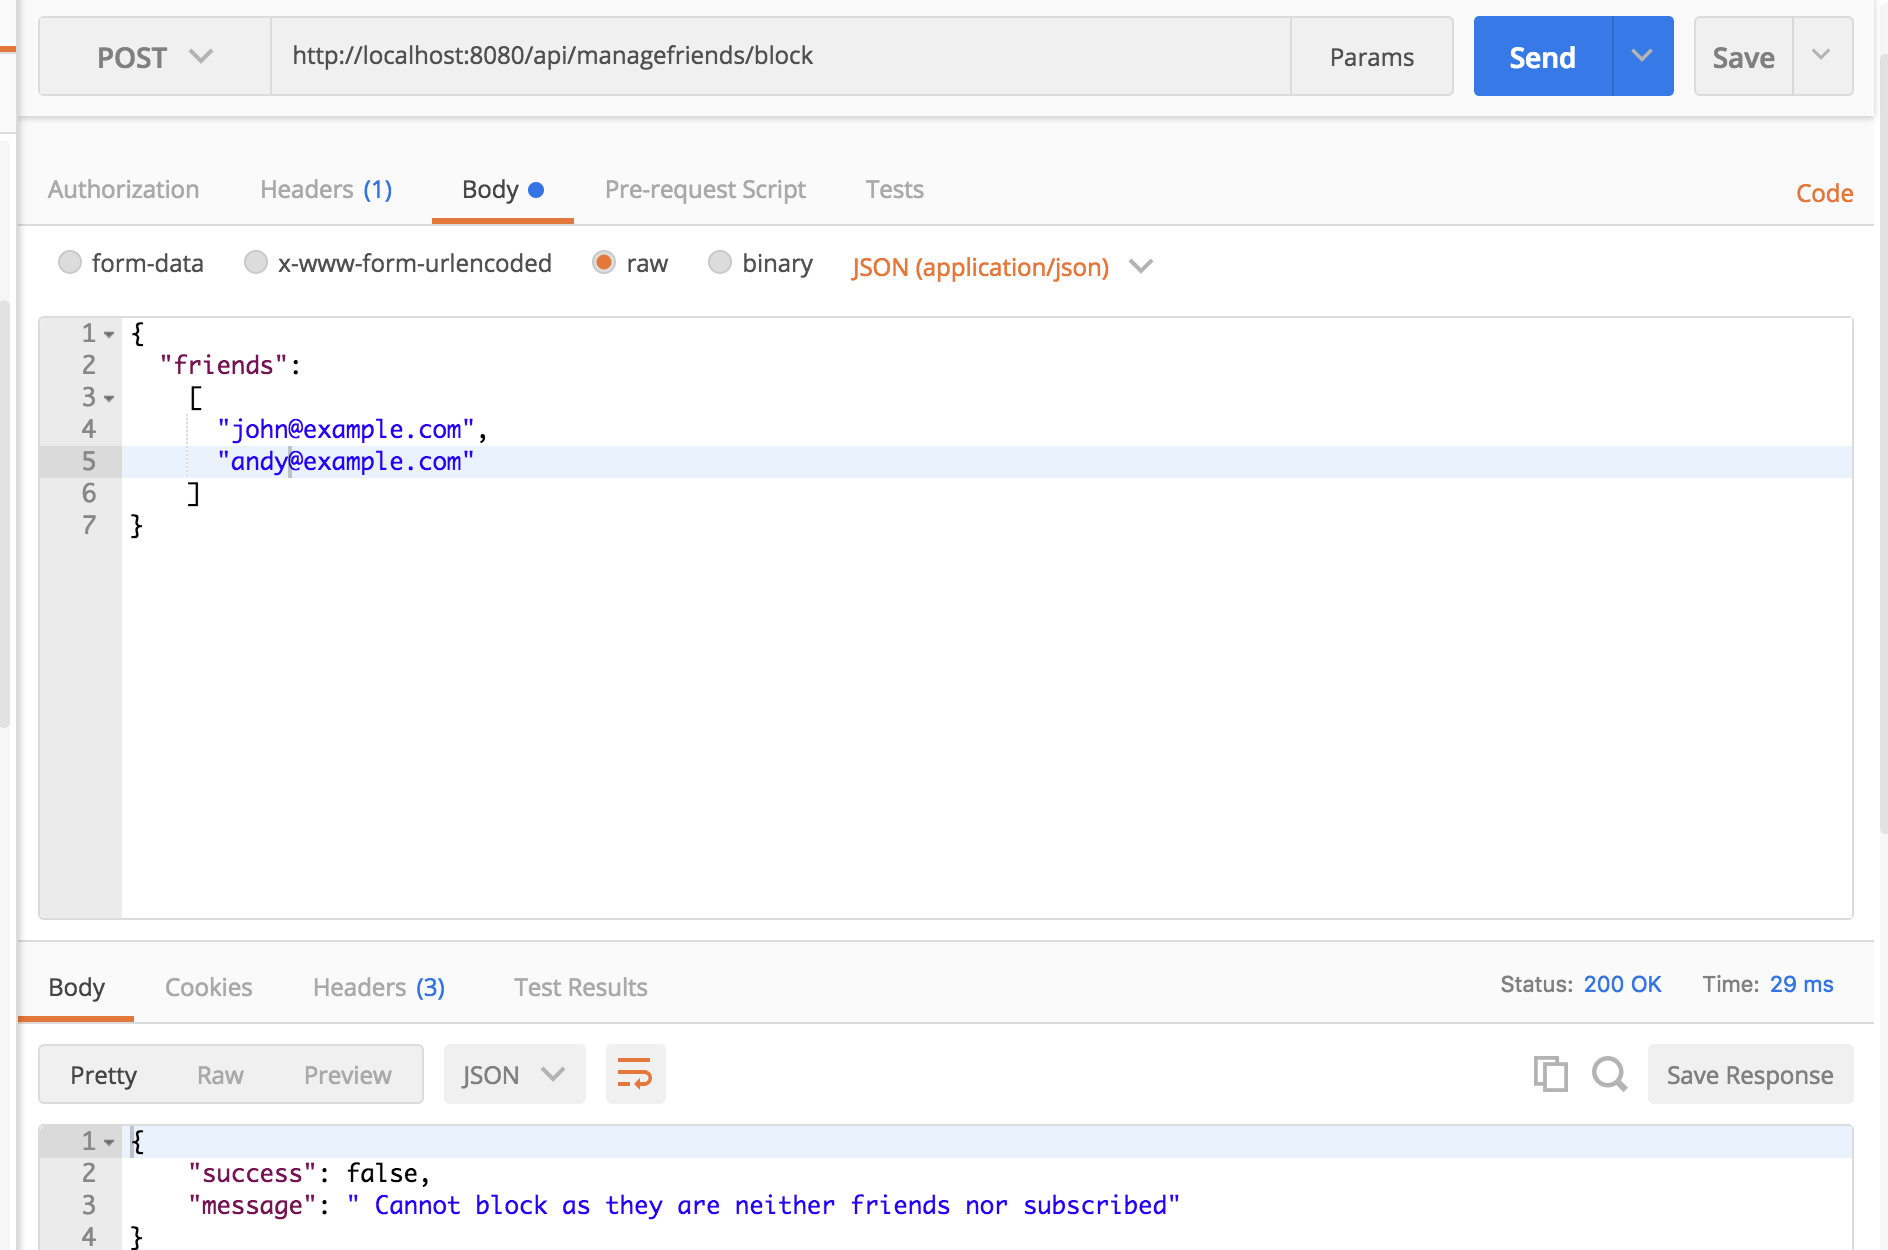 POST http://localhost:8080/api/managefriends/block Params Send Save
Authorization Headers (1) Body Pre-request Script Tests Code
form-data x-www-form-urlencoded raw binary JSON (application/json)
1 {
2 "friends":
3 [
4 "john@example.com",
5 "andy@example.com"
6 ]
7 }
Body Cookies Headers (3) Test Results Status: 200 OK Time: 29 ms
Pretty Raw Preview JSON Save Response
1 {
2 "success": false,
3 "message": " Cannot block as they are neither friends nor subscribed"
4 }